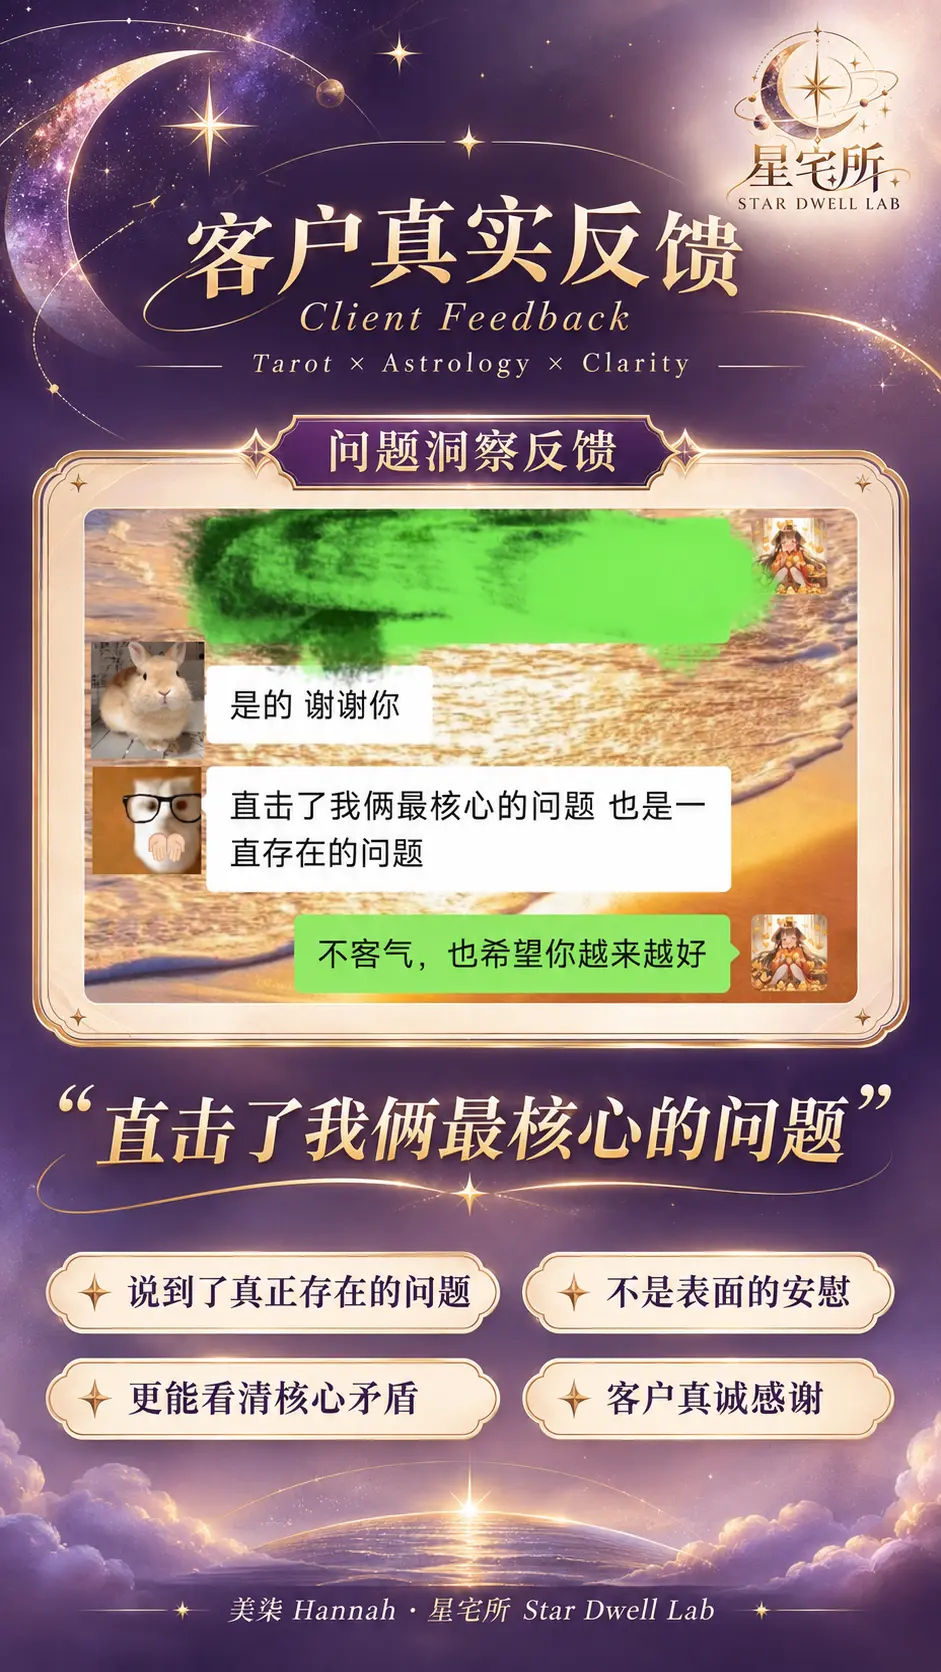 星宅所
STAR DWELL LAB
客户真实反馈
Client Feedback
Tarot × Astrology × Clarity
问题洞察反馈
是的 谢谢你
直击了我俩最核心的问题 也是一
直存在的问题
不客气，也希望你越来越好
“直击了我俩最核心的问题”
说到了真正存在的问题
不是表面的安慰
更能看清核心矛盾
客户真诚感谢
美柒 Hannah · 星宅所 Star Dwell Lab